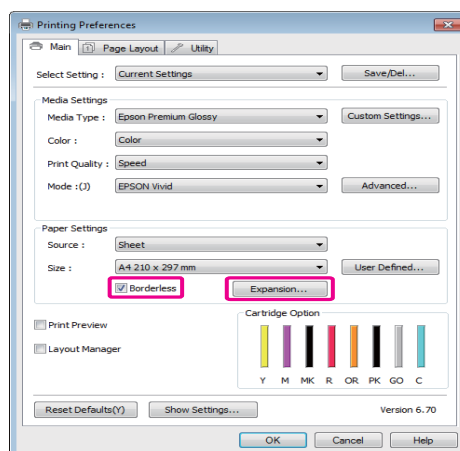 Printing Preferences
Main Page Layout Utility
Select Setting : Current Settings Save/Del...
Media Settings
Media Type : Epson Premium Glossy Custom Settings...
Color : Color
Print Quality : Speed
Mode :(J) EPSON Vivid Advanced...
Paper Settings
Source : Sheet
Size : A4 210 x 297 mm User Defined...
Borderless Expansion...
Cartridge Option
Print Preview
Layout Manager
Y M MK R OR PK GO C
Reset Defaults(Y) Show Settings... Version 6.70
OK Cancel Help